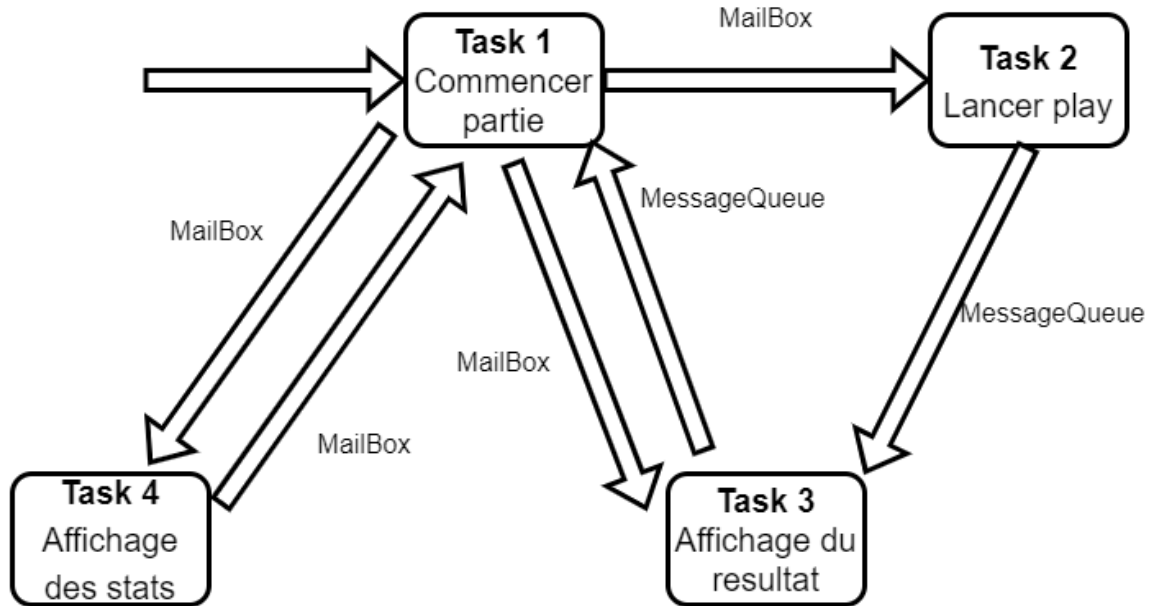 MailBox
Task 1
Commencer
partie
Task 2
Lancer play
MessageQueue
MailBox
MessageQueue
MailBox
MailBox
Task 4
Affichage
des stats
Task 3
Affichage du
resultat